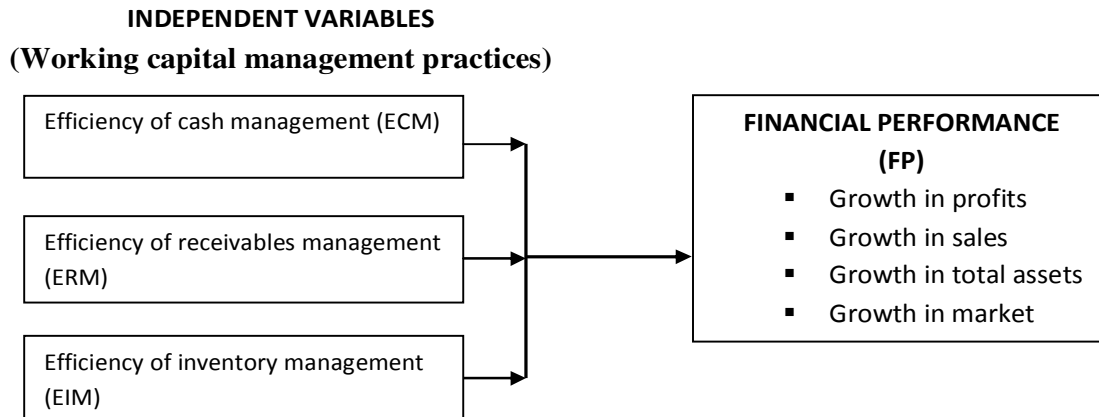 INDEPENDENT VARIABLES
(Working capital management practices)
Efficiency of cash management (ECM)
Efficiency of receivables management
(ERM)
Efficiency of inventory management
(EIM)
FINANCIAL PERFORMANCE
(FP)
▪ Growth in profits
▪ Growth in sales
▪ Growth in total assets
▪ Growth in market